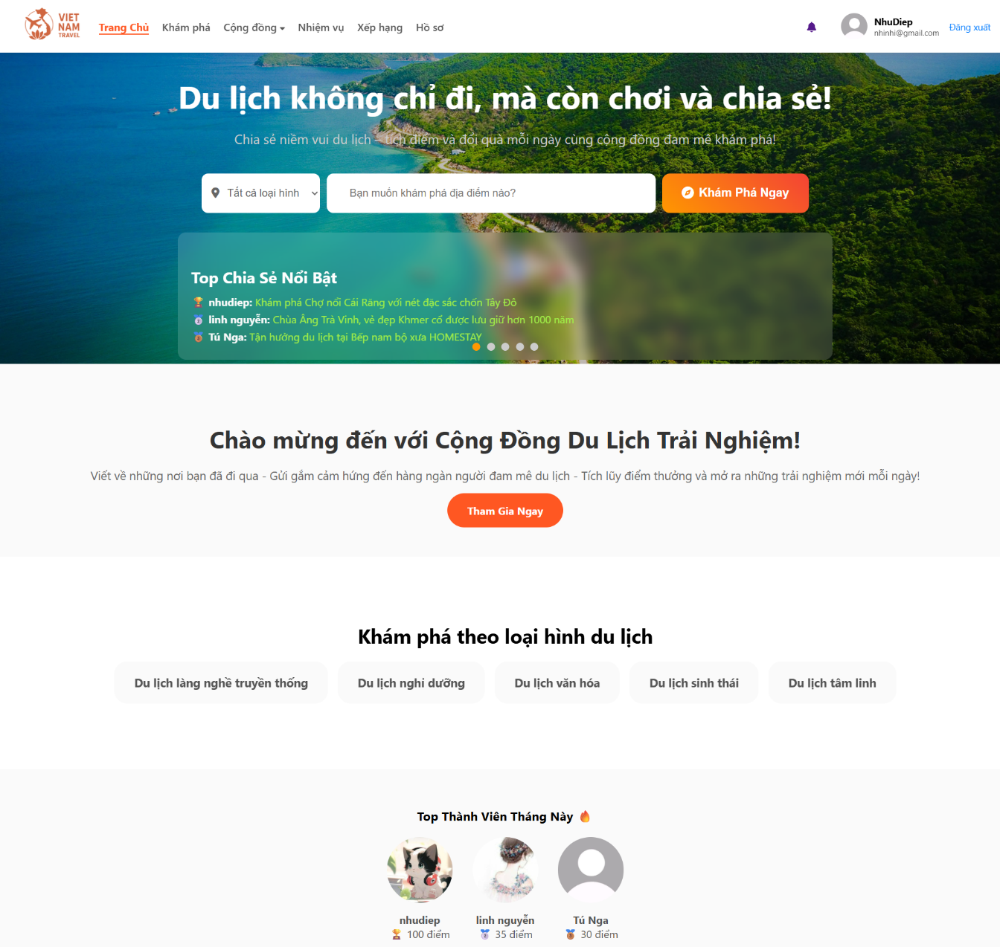 VIET
NAM
TRAVEL
Trang Chủ Khám phá Cộng đồng Nhiệm vụ Xếp hạng Hồ sơ
NhuDiep
nhinhi@gmail.com
Đăng xuất
Du lịch không chỉ đi, mà còn chơi và chia sẻ!
Chia sẻ niềm vui du lịch – tích điểm và đổi quà mỗi ngày cùng cộng đồng đam mê khám phá!
Tất cả loại hình
Bạn muốn khám phá địa điểm nào?
Khám Phá Ngay
Top Chia Sẻ Nổi Bật
🏆 nhudiep: Khám phá Chợ nổi Cái Răng với nét đặc sắc chốn Tây Đô
🥈 linh nguyễn: Chùa Âng Trà Vinh, vẻ đẹp Khmer cổ được lưu giữ hơn 1000 năm
🥉 Tú Nga: Tận hưởng du lịch tại Bếp nam bộ xưa HOMESTAY
Chào mừng đến với Cộng Đồng Du Lịch Trải Nghiệm!
Viết về những nơi bạn đã đi qua - Gửi gắm cảm hứng đến hàng ngàn người đam mê du lịch - Tích lũy điểm thưởng và mở ra những trải nghiệm mới mỗi ngày!
Tham Gia Ngay
Khám phá theo loại hình du lịch
Du lịch làng nghề truyền thống
Du lịch nghỉ dưỡng
Du lịch văn hóa
Du lịch sinh thái
Du lịch tâm linh
Top Thành Viên Tháng Này 🔥
nhudiep
🏆 100 điểm
linh nguyễn
🥈 35 điểm
Tú Nga
🥉 30 điểm